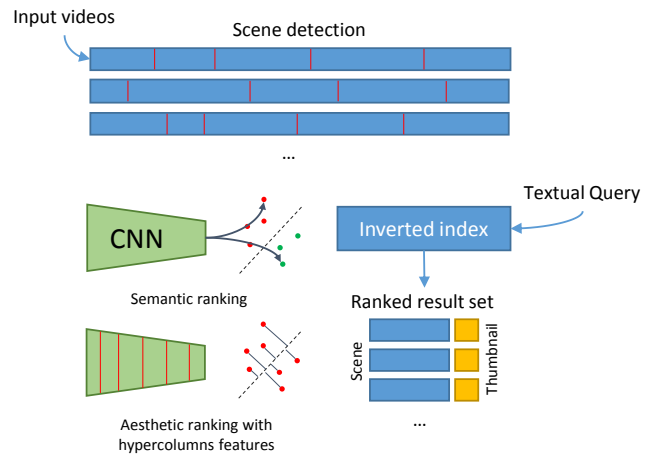 Input videos
Scene detection
...
Textual Query
CNN
Inverted index
Semantic ranking
Ranked result set
Scene
Thumbnail
Aesthetic ranking with
hypercolumns features
...